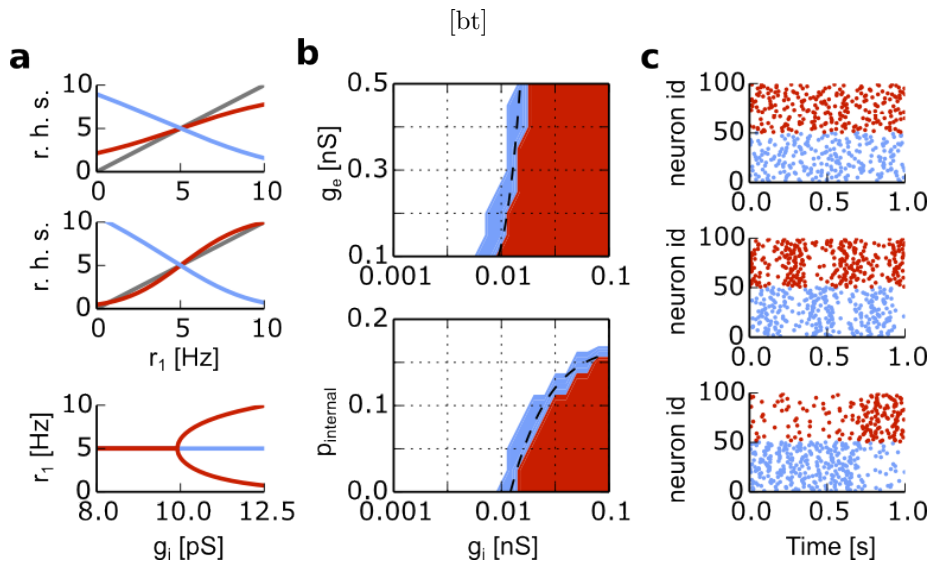 [bt]
a
10
5
0
r. h. s.
0 5 10
10
5
0
r. h. s.
0 5 10
r1 [Hz]
10
5
0
r1 [Hz]
8.0 10.0 12.5
gi [pS]
b
0.5
0.3
0.1
ge [nS]
0.001 0.01 0.1
0.2
0.1
0.0
pinternal
0.001 0.01 0.1
gi [nS]
c
100
50
0
neuron id
0.0 0.5 1.0
100
50
0
neuron id
0.0 0.5 1.0
100
50
0
neuron id
0.0 0.5 1.0
Time [s]